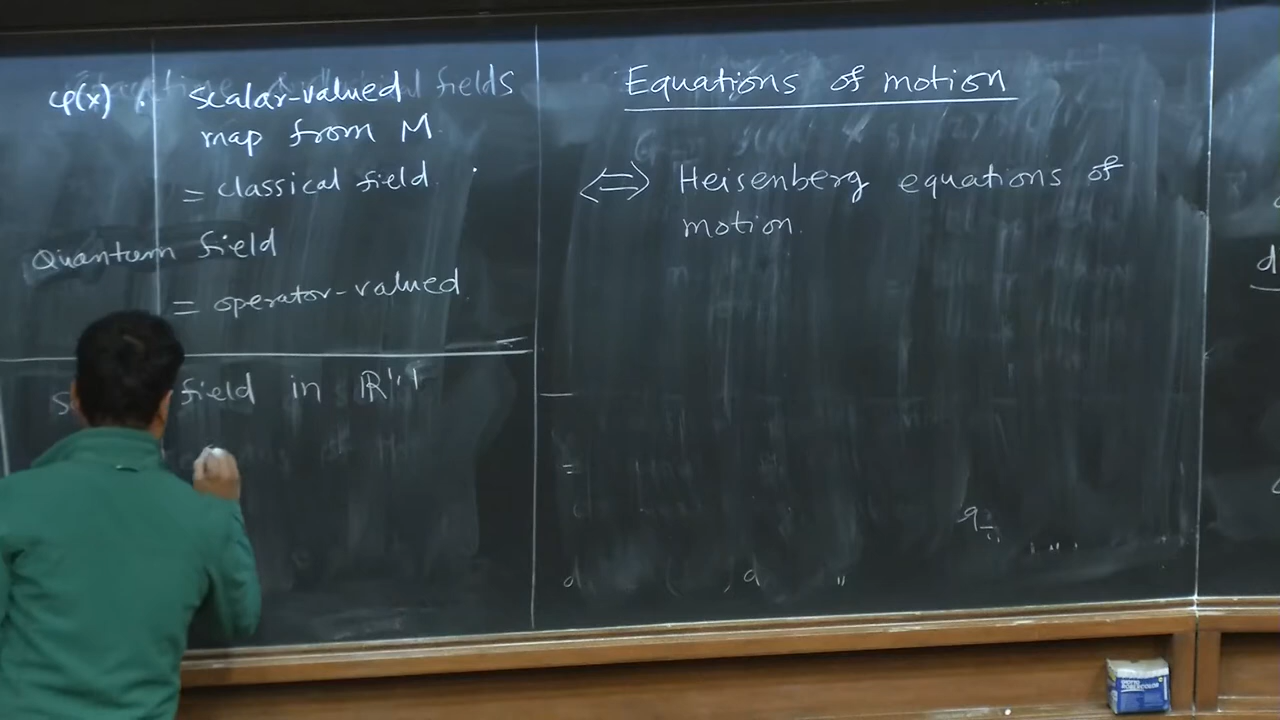 φ(x) : scalar-valued fields
map from M
= classical field.
Quantum field
= operator-valued.
field in ℝ¹,¹
Equations of motion
⟺ Heisenberg equations of
motion.